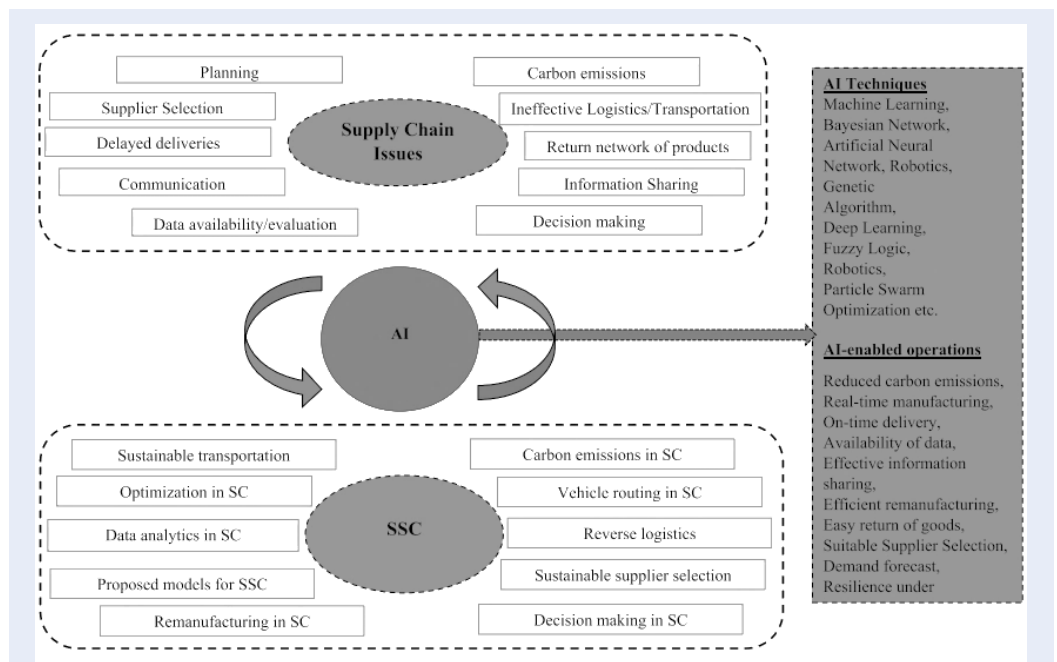 Planning
Supplier Selection
Delayed deliveries
Communication
Data availability/evaluation
Supply Chain
Issues
Carbon emissions
Ineffective Logistics/Transportation
Return network of products
Information Sharing
Decision making
AI
Sustainable transportation
Optimization in SC
Data analytics in SC
Proposed models for SSC
Remanufacturing in SC
SSC
Carbon emissions in SC
Vehicle routing in SC
Reverse logistics
Sustainable supplier selection
Decision making in SC
AI Techniques
Machine Learning,
Bayesian Network,
Artificial Neural
Network, Robotics,
Genetic
Algorithm,
Deep Learning,
Fuzzy Logic,
Robotics,
Particle Swarm
Optimization etc.
AI-enabled operations
Reduced carbon emissions,
Real-time manufacturing,
On-time delivery,
Availability of data,
Effective information
sharing,
Efficient remanufacturing,
Easy return of goods,
Suitable Supplier Selection,
Demand forecast,
Resilience under